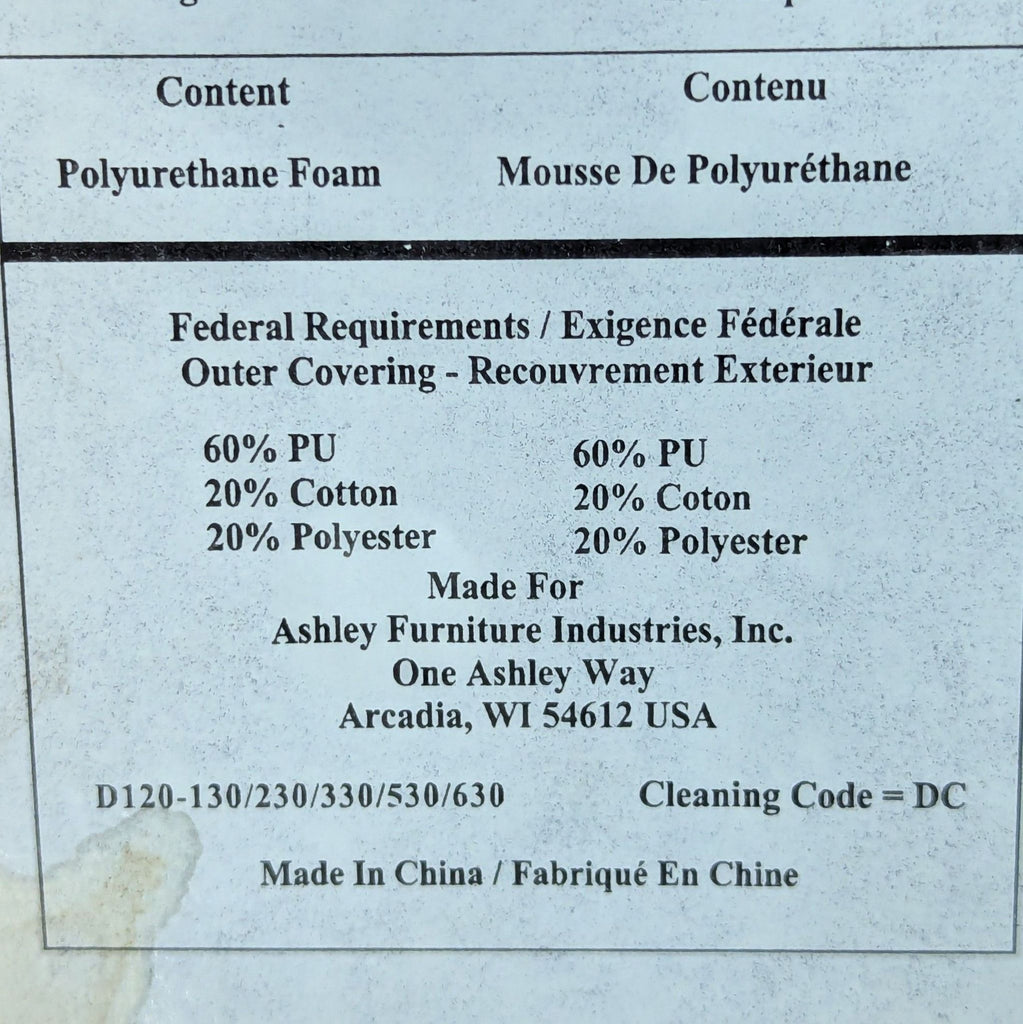 Content Contenu
Polyurethane Foam Mousse De Polyuréthane
Federal Requirements / Exigence Fédérale
Outer Covering - Recouvrement Exterieur
60% PU 60% PU
20% Cotton 20% Coton
20% Polyester 20% Polyester
Made For
Ashley Furniture Industries, Inc.
One Ashley Way
Arcadia, WI 54612 USA
D120-130/230/330/530/630 Cleaning Code = DC
Made In China / Fabriqué En Chine